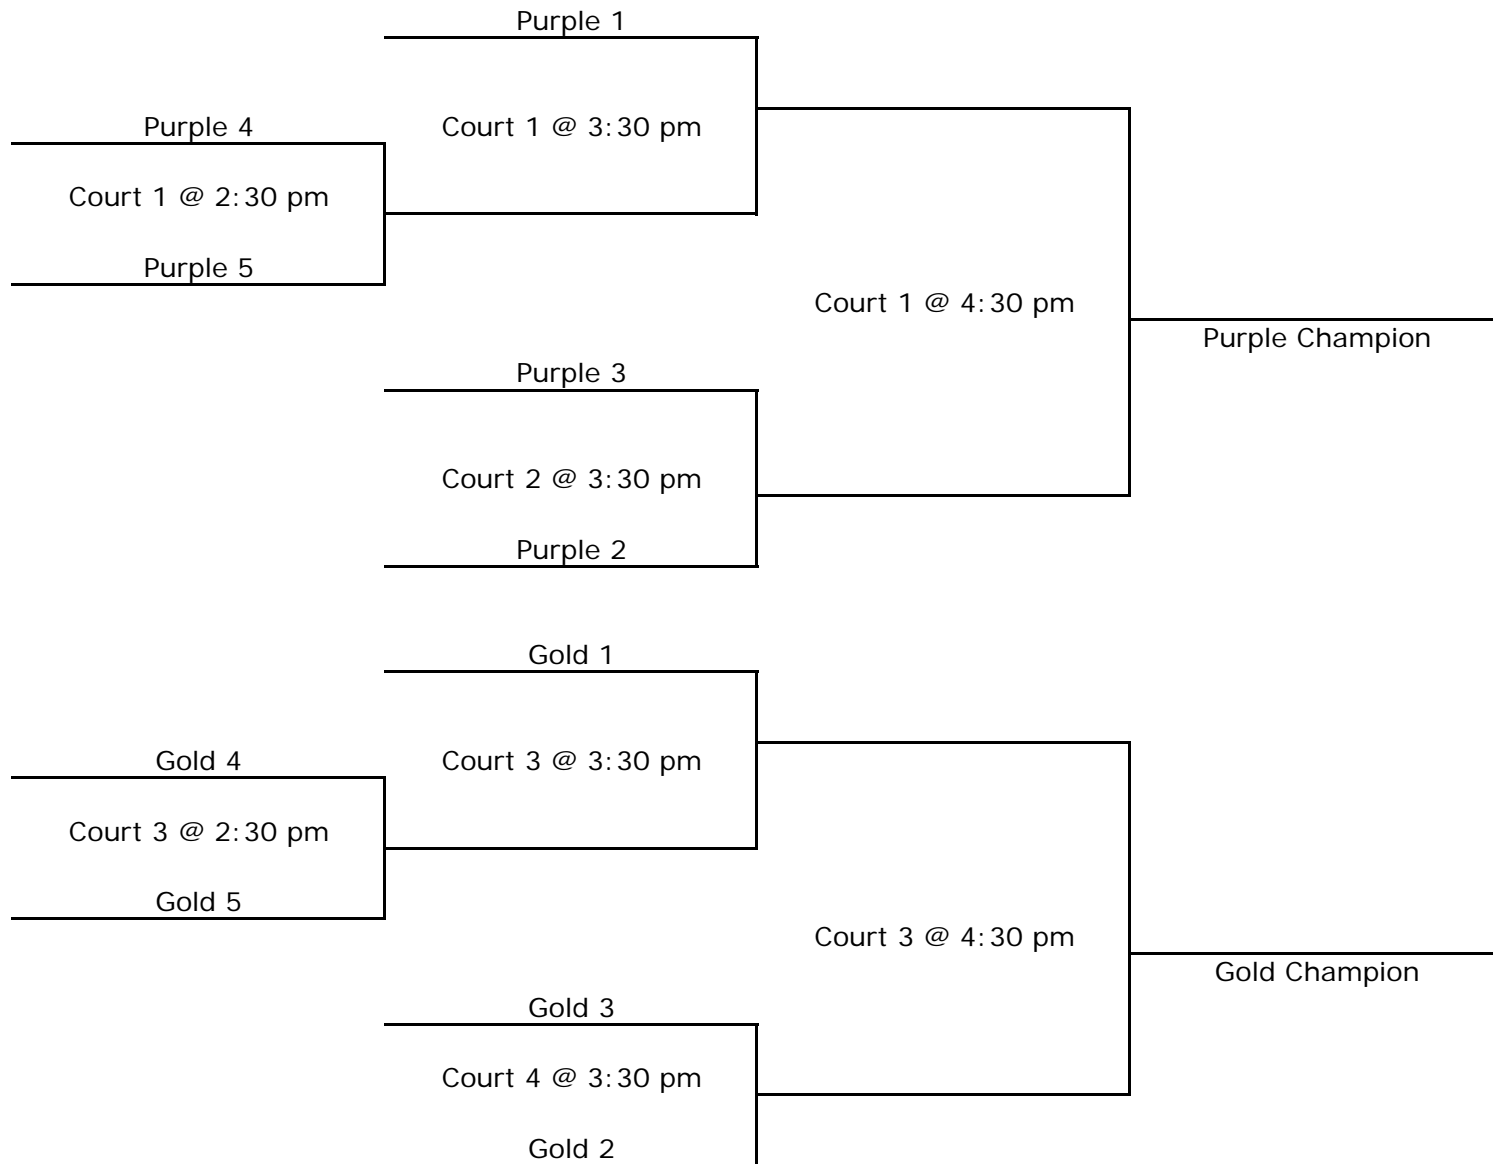 Purple 1
Purple 4
Court 1 @ 3:30 pm
Court 1 @ 2:30 pm
Purple 5
Court 1 @ 4:30 pm
Purple Champion
Purple 3
Court 2 @ 3:30 pm
Purple 2
Gold 1
Gold 4
Court 3 @ 3:30 pm
Court 3 @ 2:30 pm
Gold 5
Court 3 @ 4:30 pm
Gold Champion
Gold 3
Court 4 @ 3:30 pm
Gold 2